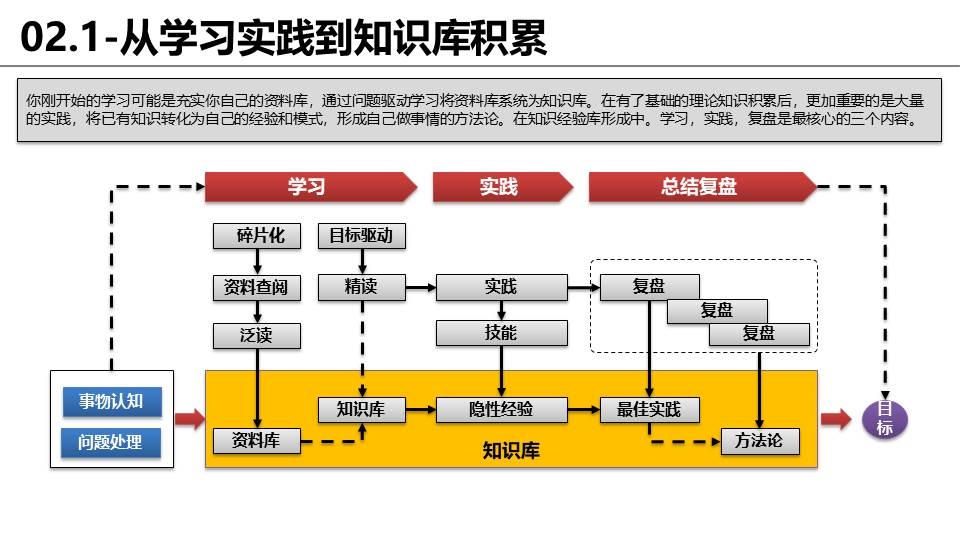 02.1-从学习实践到知识库积累
你刚开始的学习可能是充实你自己的资料库，通过问题驱动学习将资料库系统为知识库。在有了基础的理论知识积累后，更加重要的是大量
的实践，将已有知识转化为自己的经验和模式，形成自己做事情的方法论。在知识经验库形成中。学习，实践，复盘是最核心的三个内容。
学习
实践
总结复盘
碎片化
目标驱动
资料查阅
精读
实践
复盘
复盘
泛读
技能
复盘
事物认知
知识库
隐性经验
最佳实践
目
标
问题处理
资料库
知识库
方法论